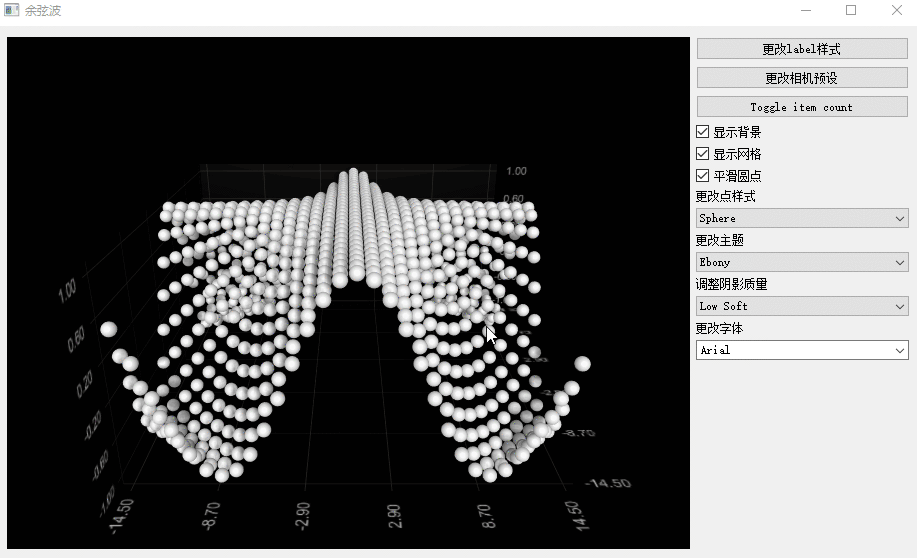 余弦波
更改label样式
更改相机预设
Toggle item count
显示背景
显示网格
平滑圆点
更改点样式
Sphere
更改主题
Ebony
调整阴影质量
Low Soft
更改字体
Arial
1.00
0.60
1.00
0.60
0.20
-0.20
-0.60
-1.00
-8.70
-14.50
-14.50
-8.70
-2.90
2.90
8.70
14.50